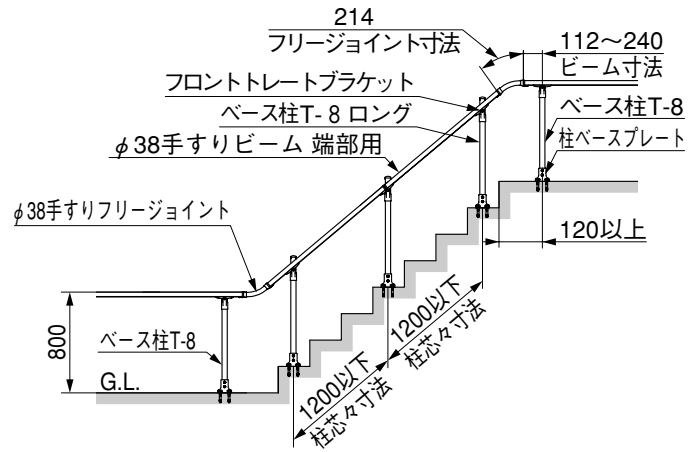 214
フリージョイント寸法
112〜240
ビーム寸法
フロントトレートブラケット
ベース柱T-8 ロング
φ38手すりビーム 端部用
ベース柱T-8
柱ベースプレート
φ38手すりフリージョイント
120以上
800
ベース柱T-8
G.L.
1200以下
柱芯々寸法
1200以下
柱芯々寸法